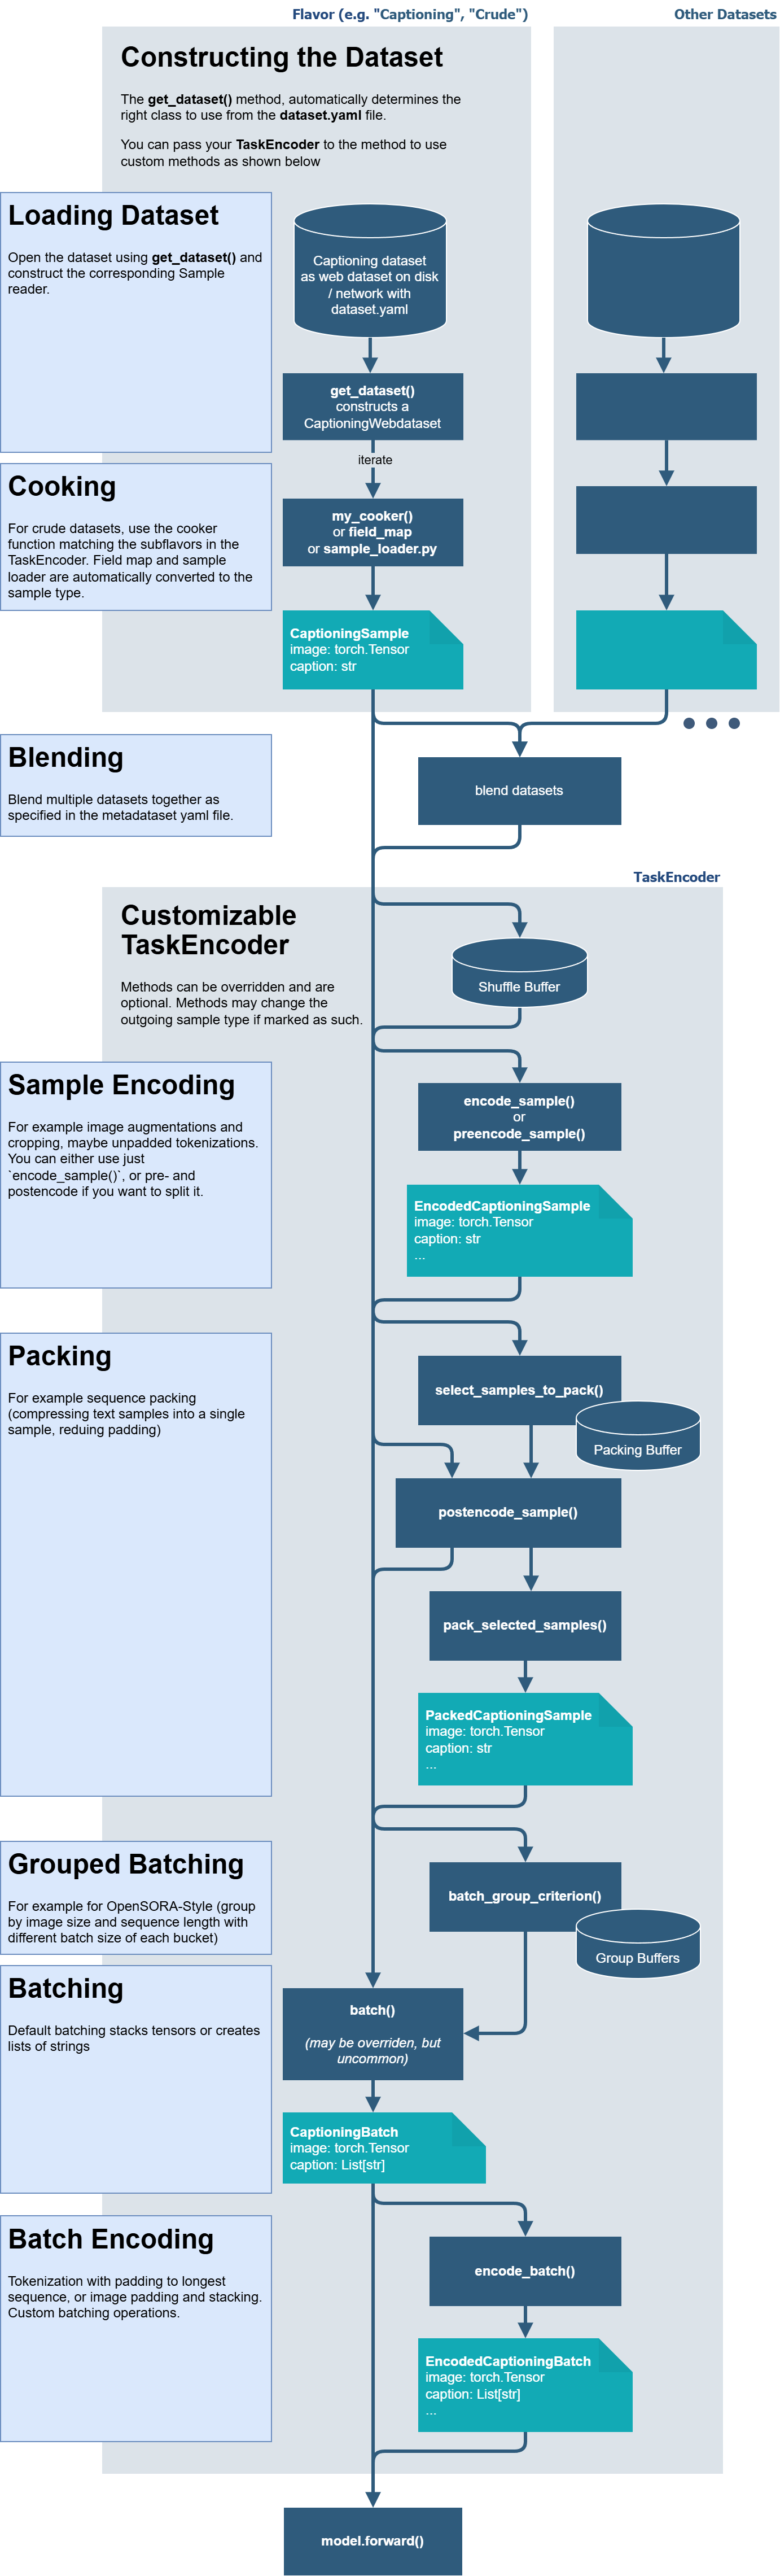 Flavor (e.g. "Captioning", "Crude")
Other Datasets
Constructing the Dataset
The get_dataset() method, automatically determines the
right class to use from the dataset.yaml file.
You can pass your TaskEncoder to the method to use
custom methods as shown below
Loading Dataset
Open the dataset using get_dataset() and
construct the corresponding Sample
reader.
Captioning dataset
as web dataset on disk
/ network with
dataset.yaml
get_dataset()
constructs a
CaptioningWebdataset
iterate
Cooking
For crude datasets, use the cooker
function matching the subflavors in the
TaskEncoder. Field map and sample
loader are automatically converted to the
sample type.
my_cooker()
or field_map
or sample_loader.py
CaptioningSample
image: torch.Tensor
caption: str
Blending
Blend multiple datasets together as
specified in the metadataset yaml file.
blend datasets
TaskEncoder
Customizable
TaskEncoder
Methods can be overridden and are
optional. Methods may change the
outgoing sample type if marked as such.
Shuffle Buffer
Sample Encoding
For example image augmentations and
cropping, maybe unpadded tokenizations.
You can either use just
`encode_sample()`, or pre- and
postencode if you want to split it.
encode_sample()
or
preencode_sample()
EncodedCaptioningSample
image: torch.Tensor
caption: str
...
Packing
For example sequence packing
(compressing text samples into a single
sample, reduing padding)
select_samples_to_pack()
Packing Buffer
postencode_sample()
pack_selected_samples()
PackedCaptioningSample
image: torch.Tensor
caption: str
...
Grouped Batching
For example for OpenSORA-Style (group
by image size and sequence length with
different batch size of each bucket)
batch_group_criterion()
Group Buffers
Batching
Default batching stacks tensors or creates
lists of strings
batch()
(may be overriden, but
uncommon)
CaptioningBatch
image: torch.Tensor
caption: List[str]
Batch Encoding
Tokenization with padding to longest
sequence, or image padding and stacking.
Custom batching operations.
encode_batch()
EncodedCaptioningBatch
image: torch.Tensor
caption: List[str]
...
model.forward()